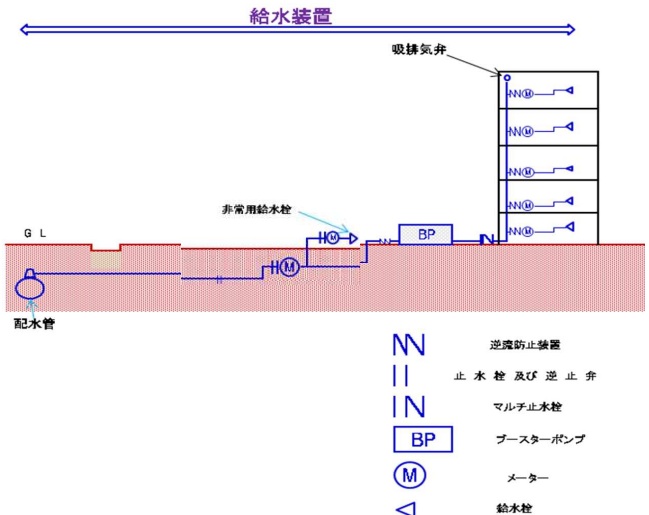 給水装置
吸排気弁
M
M
M
M
M
非常用給水栓
G L
M
BP
M
配水管
逆流防止装置
止 水 栓 及び 逆 止 弁
マルチ止水栓
BP ブースターポンプ
M メーター
給水栓